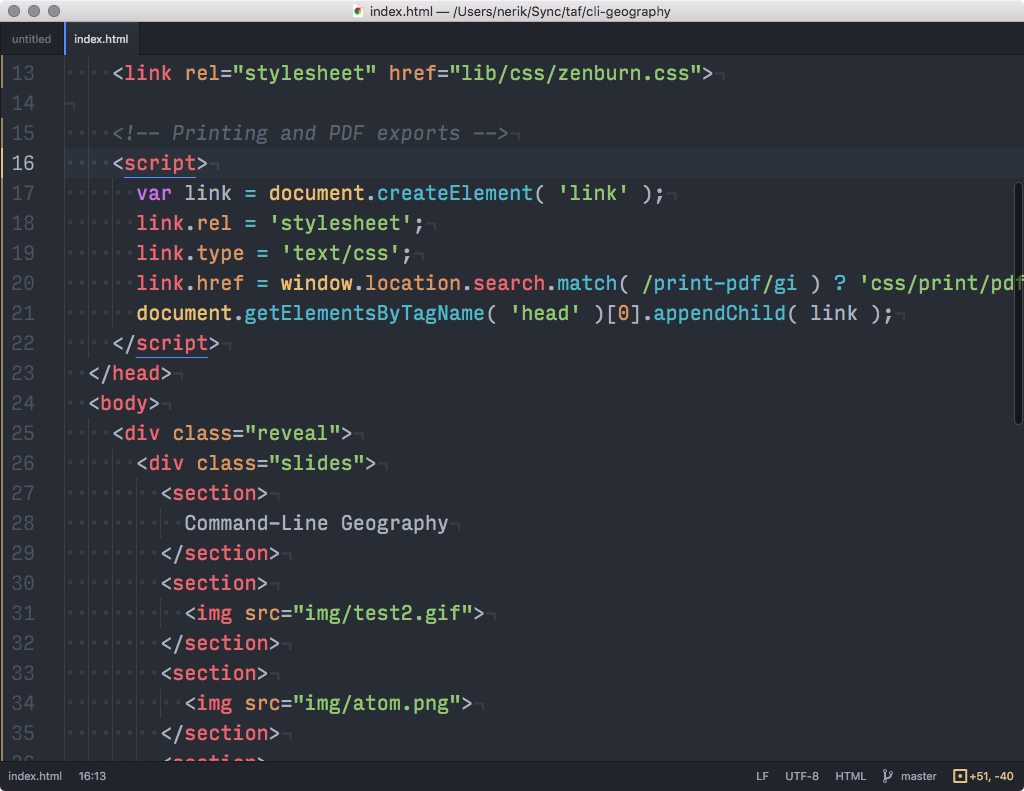 index.html — /Users/nerik/Sync/taf/cli-geography
untitled index.html
13 <link rel="stylesheet" href="lib/css/zenburn.css">
14
15 <!-- Printing and PDF exports -->
16 <script>
17 var link = document.createElement( 'link' );
18 link.rel = 'stylesheet';
19 link.type = 'text/css';
20 link.href = window.location.search.match( /print-pdf/gi ) ? 'css/print/pdf
21 document.getElementsByTagName( 'head' )[0].appendChild( link );
22 </script>
23 </head>
24 <body>
25 <div class="reveal">
26 <div class="slides">
27 <section>
28 Command-Line Geography
29 </section>
30 <section>
31 <img src="img/test2.gif">
32 </section>
33 <section>
34 <img src="img/atom.png">
35 </section>
36 <section>
index.html 16:13 LF UTF-8 HTML master +51, -40